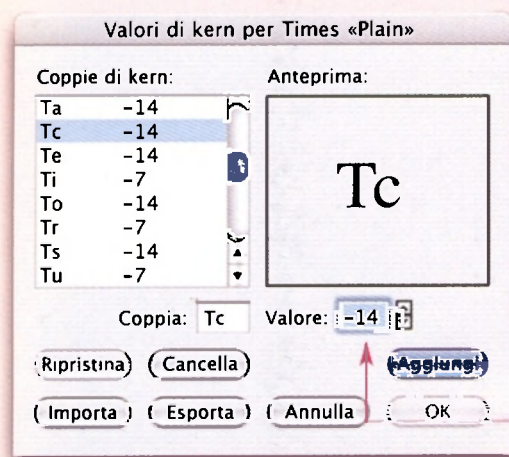 Valori di kern per Times «Plain»
Coppie di kern: Anteprima:
Ta -14
Tc -14
Te -14
Ti -7
To -14
Tr -7
Ts -14
Tu -7
Tc
Coppia: Tc Valore: -14
Ripristina Cancella Aggiungi
Importa Esporta Annulla OK